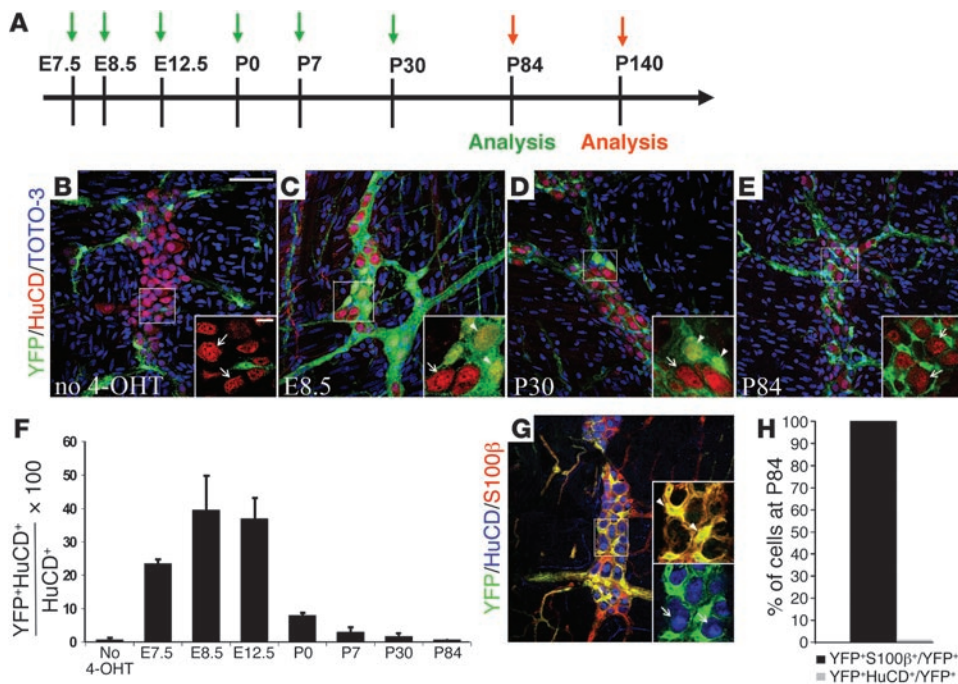 A
E7.5 E8.5 E12.5 P0 P7 P30 P84 P140
Analysis Analysis
YFP/HuCD/TOTO-3
B
no 4-OHT
C
E8.5
D
P30
E
P84
F
YFP⁺HuCD⁺
HuCD⁺
× 100
60
50
40
30
20
10
0
No 4-OHT E7.5 E8.5 E12.5 P0 P7 P30 P84
G
YFP/HuCD/S100β
H
% of cells at P84
100
90
80
70
60
50
40
30
20
10
0
YFP⁺S100β⁺/YFP⁺
YFP⁺HuCD⁺/YFP⁺